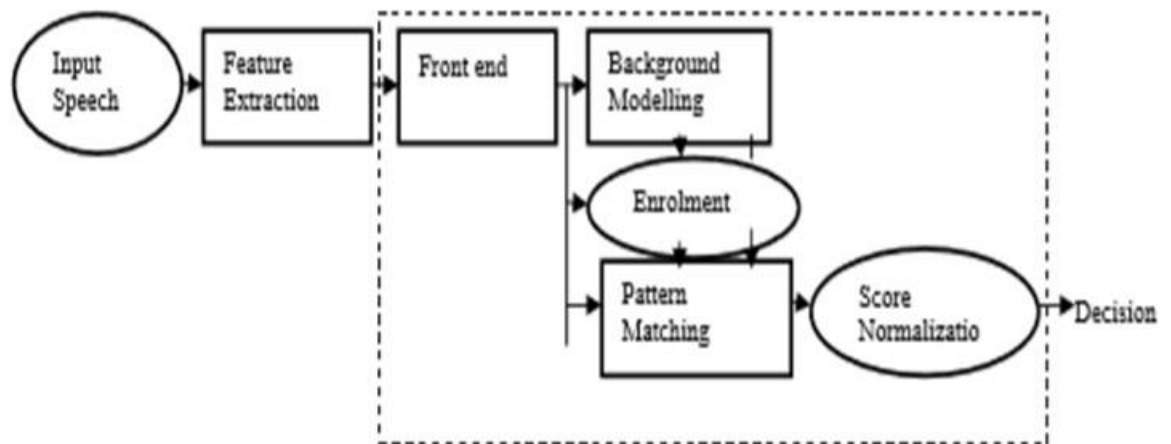 Input
Speech
Feature
Extraction
Front end
Background
Modelling
Enrolment
Pattern
Matching
Score
Normalizatio
Decision